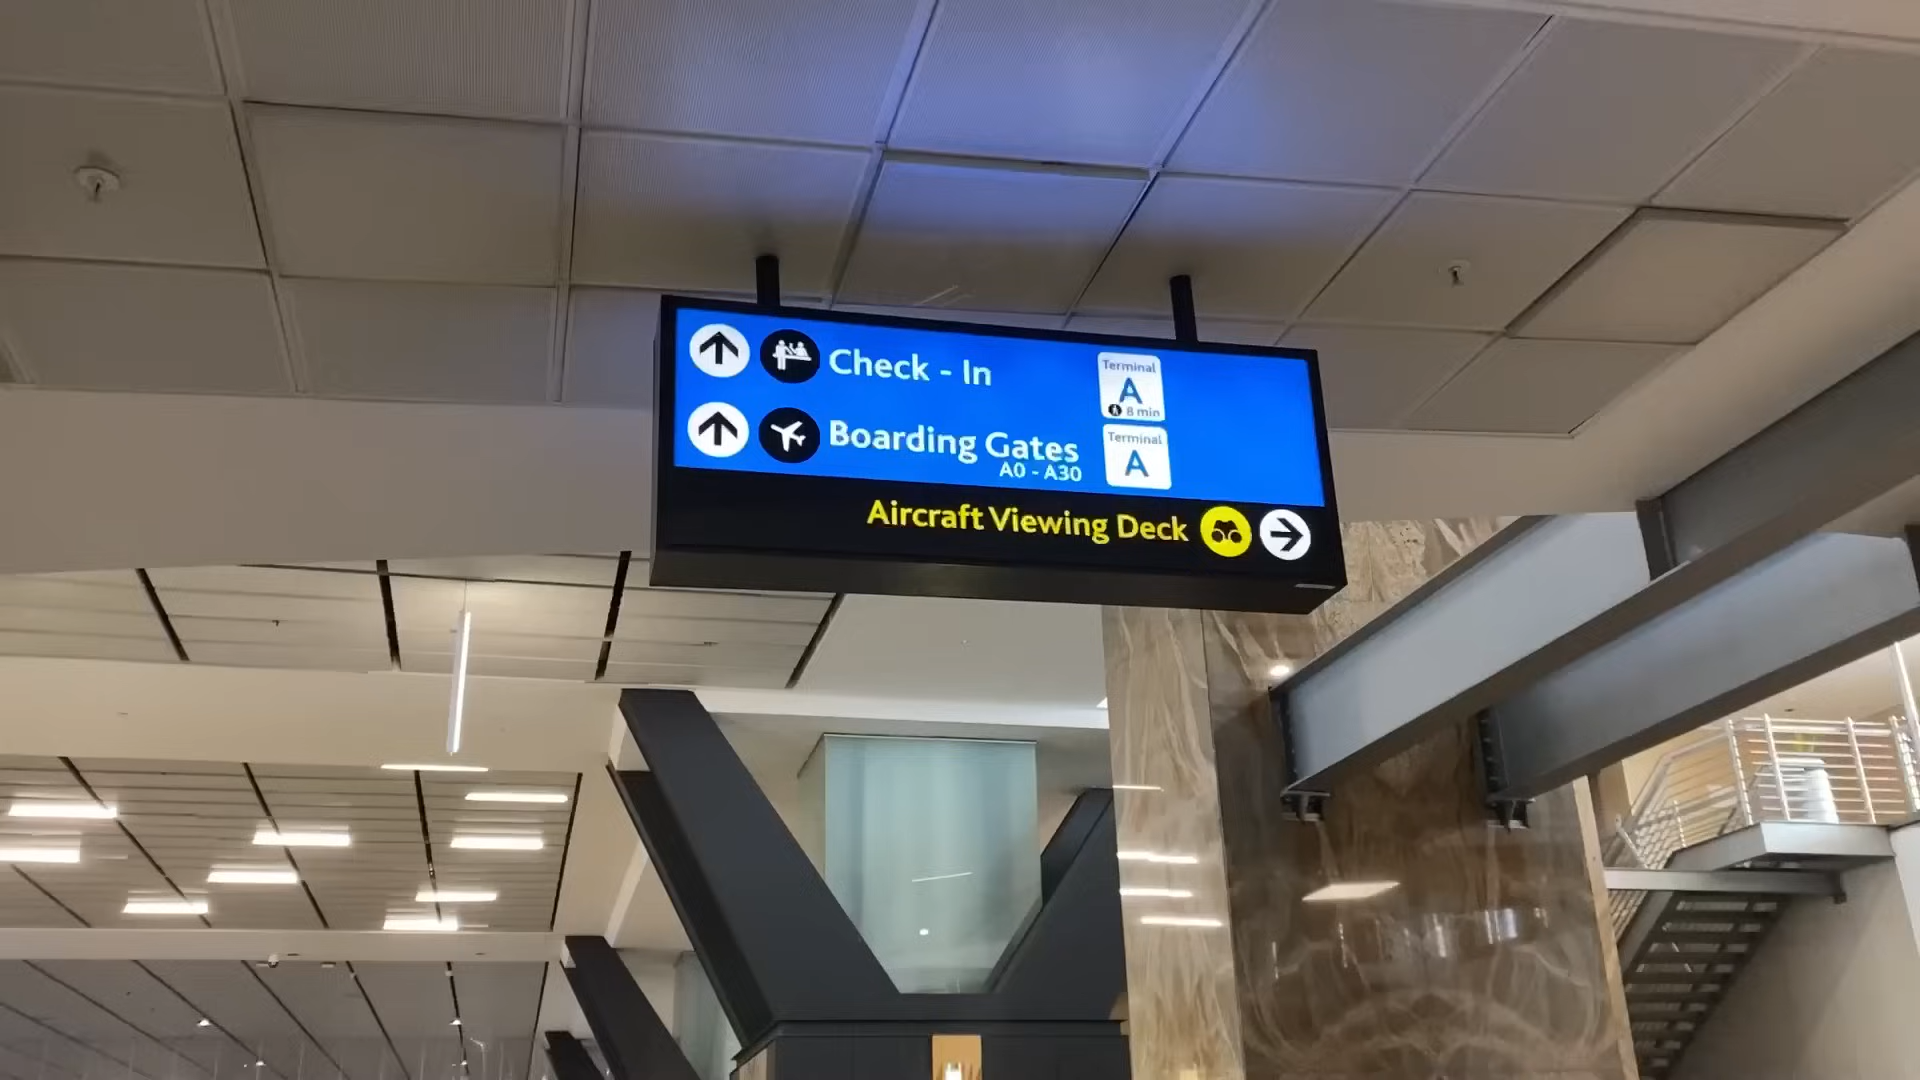 Check - In
Terminal
A
8 min
Boarding Gates
A0 - A30
Terminal
A
Aircraft Viewing Deck